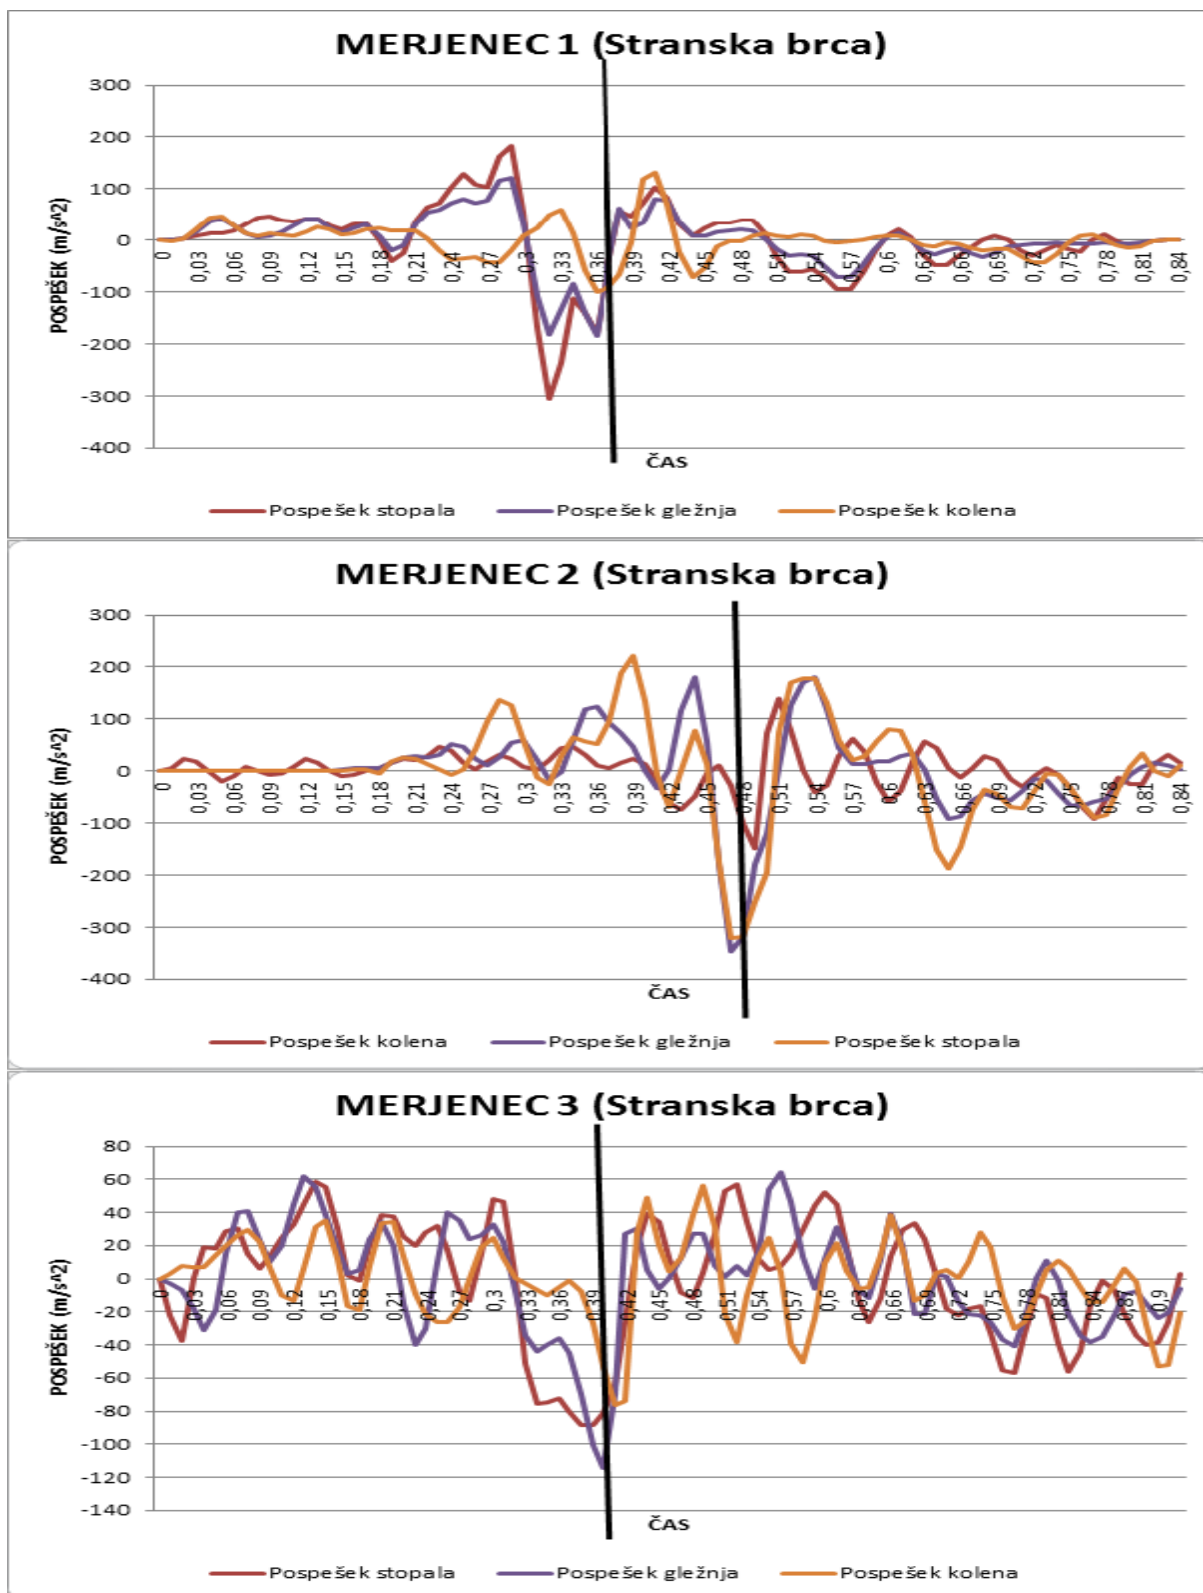 MERJENEC 1 (Stranska brca)
POSPEŠEK (m/s^2)
300
200
100
0
-100
-200
-300
-400
0 0,03 0,06 0,09 0,12 0,15 0,18 0,21 0,24 0,27 0,3 0,33 0,36 0,39 0,42 0,45 0,48 0,51 0,54 0,57 0,6 0,63 0,66 0,69 0,72 0,75 0,78 0,81 0,84
ČAS
Pospešek stopala Pospešek gležnja Pospešek kolena
MERJENEC 2 (Stranska brca)
POSPEŠEK (m/s^2)
300
200
100
0
-100
-200
-300
-400
0 0,03 0,06 0,09 0,12 0,15 0,18 0,21 0,24 0,27 0,3 0,33 0,36 0,39 0,42 0,45 0,48 0,51 0,54 0,57 0,6 0,63 0,66 0,69 0,72 0,75 0,78 0,81 0,84
ČAS
Pospešek kolena Pospešek gležnja Pospešek stopala
MERJENEC 3 (Stranska brca)
POSPEŠEK (m/s^2)
80
60
40
20
0
-20
-40
-60
-80
-100
-120
-140
0 0,03 0,06 0,09 0,12 0,15 0,18 0,21 0,24 0,27 0,3 0,33 0,36 0,39 0,42 0,45 0,48 0,51 0,54 0,57 0,6 0,63 0,66 0,69 0,72 0,75 0,78 0,81 0,84 0,87 0,9
ČAS
Pospešek stopala Pospešek gležnja Pospešek kolena